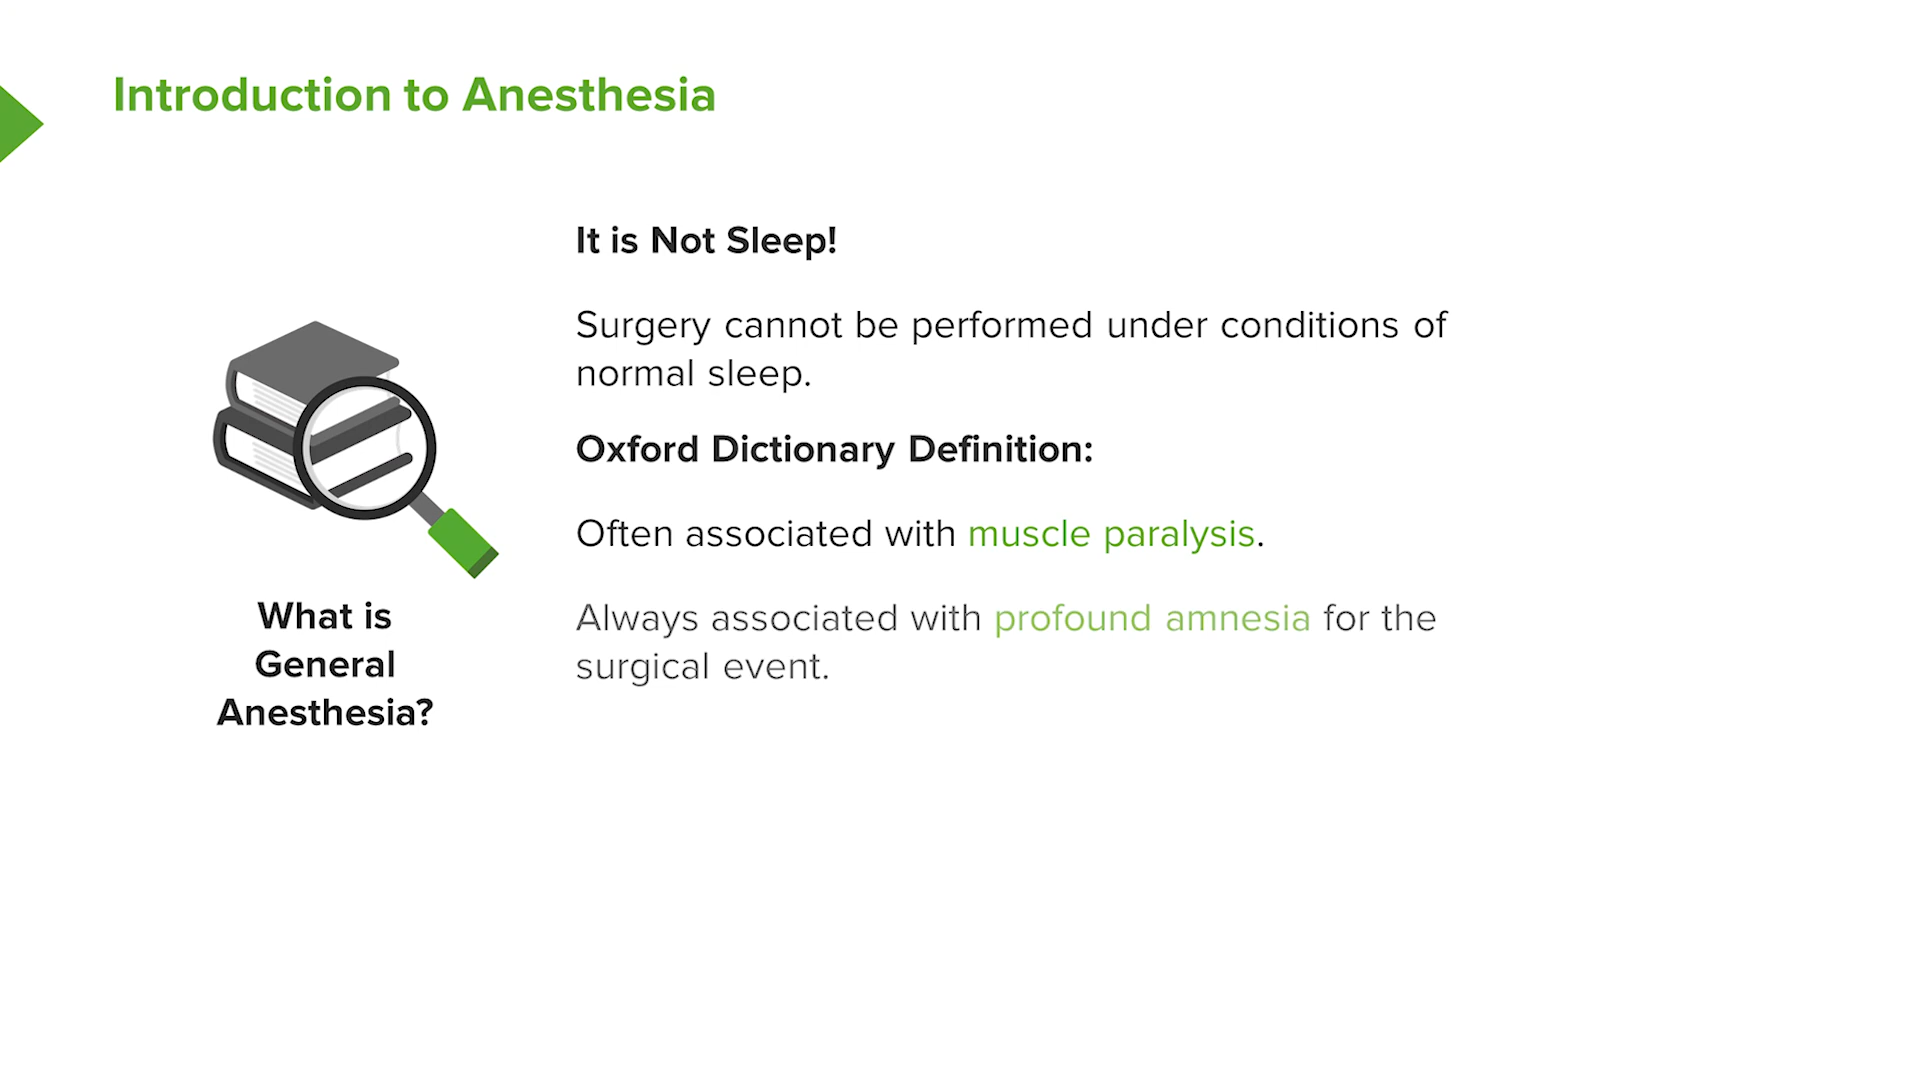 Introduction to Anesthesia
It is Not Sleep!
Surgery cannot be performed under conditions of
normal sleep.
Oxford Dictionary Definition:
Often associated with muscle paralysis.
Always associated with profound amnesia for the
surgical event.
What is
General
Anesthesia?